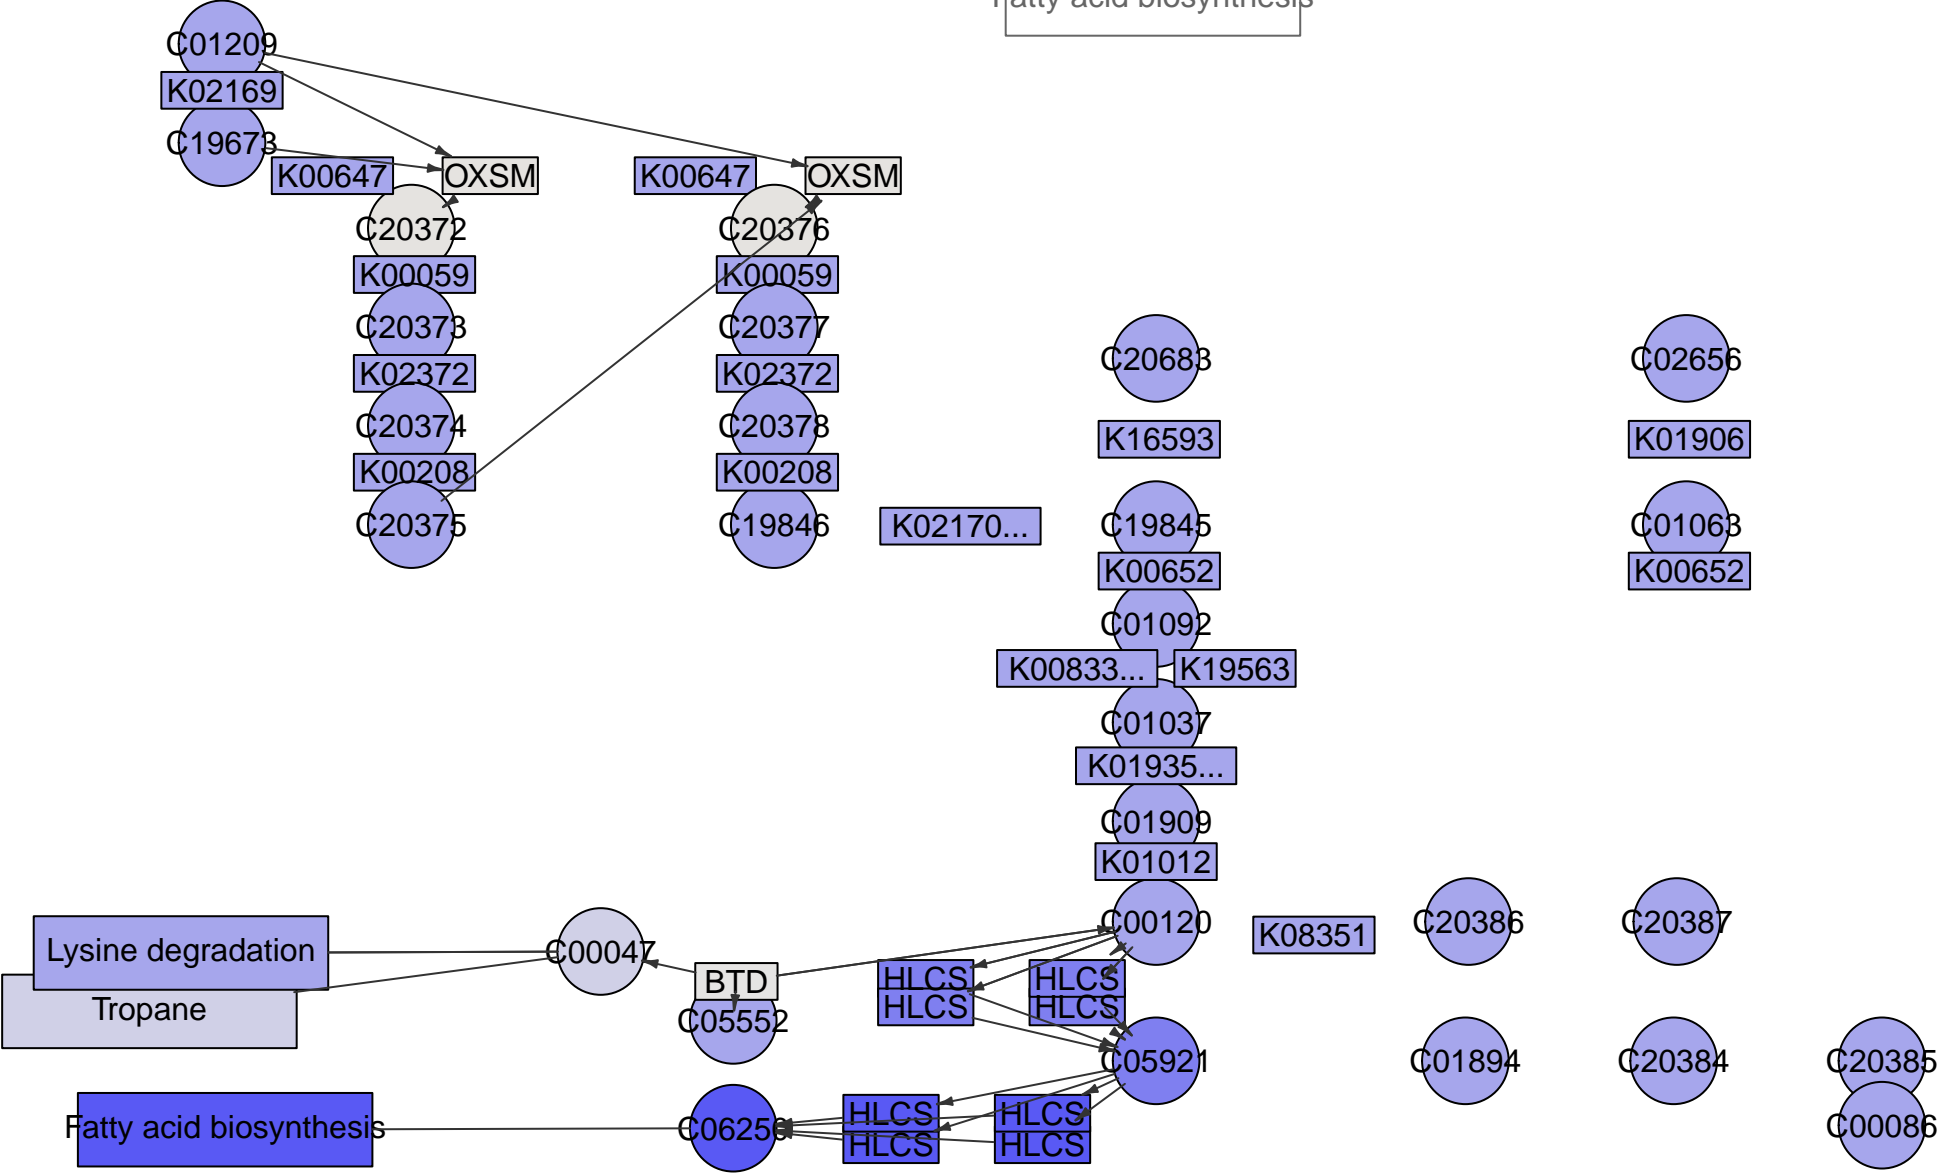 Fatty acid biosynthesis
C01209
K02169
C19673
K00647
OXSM
K00647
OXSM
C20372
C20376
K00059
K00059
C20373
C20377
C20683
C02656
K02372
K02372
C20374
C20378
K16593
K01906
K00208
K00208
C20375
C19846
K02170...
C19845
C01063
K00652
K00652
C01092
K00833...
K19563
C01037
K01935...
C01909
K01012
C00120
K08351
C20386
C20387
Lysine degradation
C00047
BTD
HLCS
HLCS
Tropane
HLCS
HLCS
C05552
C05921
C01894
C20384
C20385
Fatty acid biosynthesis
C06250
HLCS
HLCS
HLCS
HLCS
C00086